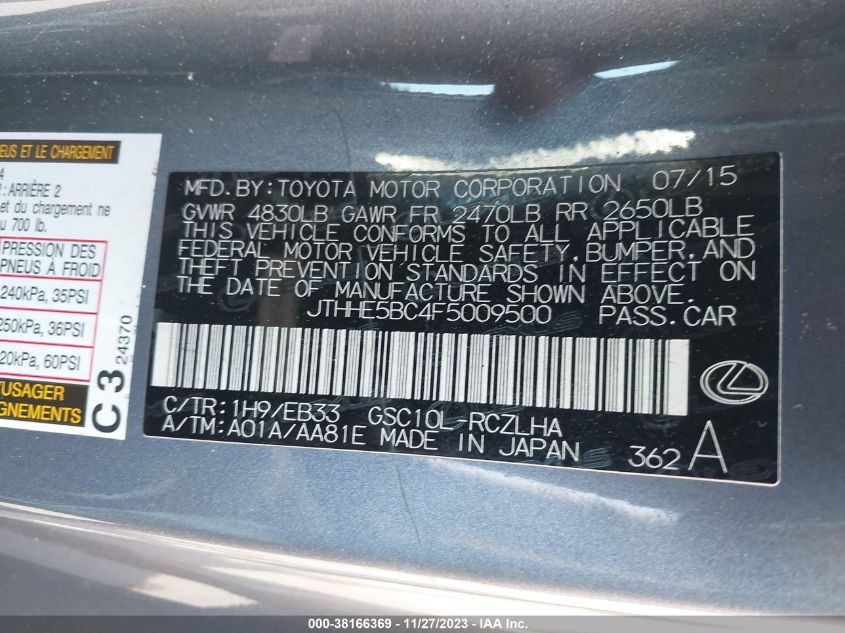 EUS ET LE CHARGEMENT
4
: ARRIÈRE 2
et du chargement ne
u 700 lb.
PRESSION DES
PNEUS À FROID
240kPa, 35PSI
250kPa, 36PSI
20kPa, 60PSI
USAGER
GNEMENTS
C3
24370
MFD.BY:TOYOTA MOTOR CORPORATION 07/15
GVWR 4830LB GAWR FR 2470LB RR 2650LB
THIS VEHICLE CONFORMS TO ALL APPLICABLE
FEDERAL MOTOR VEHICLE SAFETY,BUMPER,AND
THEFT PREVENTION STANDARDS IN EFFECT ON
THE DATE OF MANUFACTURE SHOWN ABOVE.
JTHHE5BC4F5009500 PASS.CAR
C/TR:1H9/EB33 GSC10L-RCZLHA
A/TM:A01A/AA81E MADE IN JAPAN 362 A
000-38166369 - 11/27/2023 - IAA Inc.